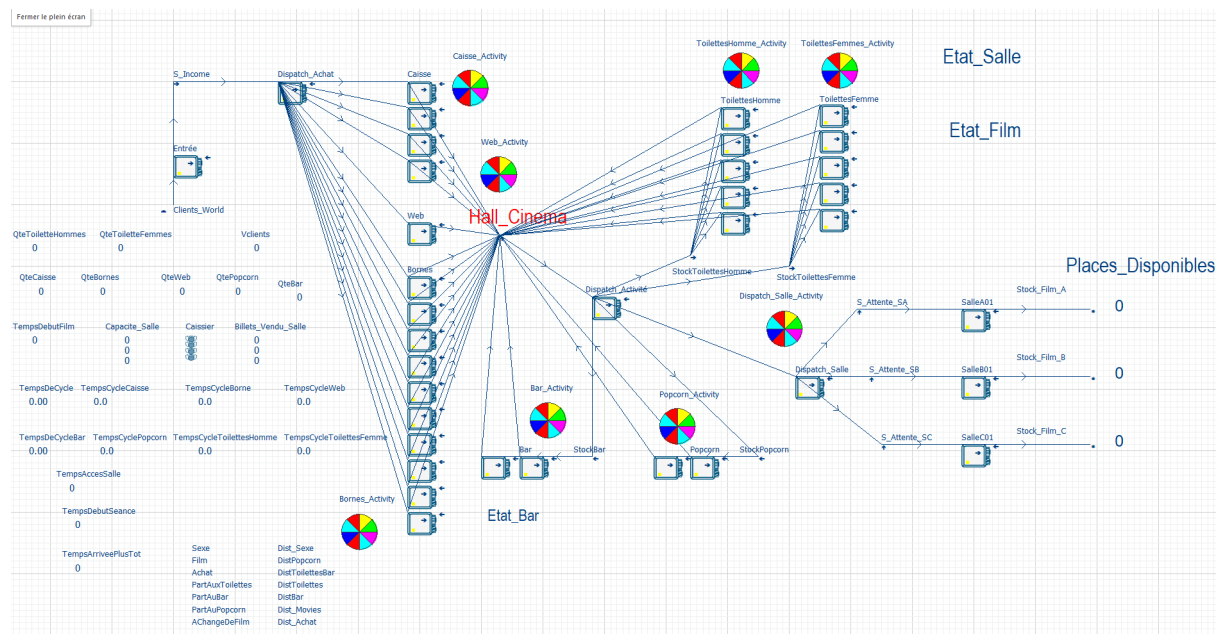 Fermer le plein écran
ToilettesHomme_Activity ToilettesFemmes_Activity
Etat_Salle
Caisse_Activity
S_Income Dispatch_Achat Caisse
ToilettesHomme ToilettesFemme
Etat_Film
Web_Activity
Entrée
Clients_World
Web
Hall_Cinema
QteToiletteHommes QteToiletteFemmes Vclients
0 0 0
StockToilettesHomme StockToilettesFemme
Places_Disponibles
QteCaisse QteBornes QteWeb QtePopcorn QteBar
0 0 0 0 0
Bornes
Dispatch_Activité
Dispatch_Salle_Activity
S_Attente_SA SalleA01 Stock_Film_A 0
TempsDebutFilm Capacite_Salle Caissier Billets_Vendu_Salle
0 0 0
0 0
0 0
Dispatch_Salle S_Attente_SB SalleB01 Stock_Film_B 0
TempsDeCycle TempsCycleCaisse TempsCycleBorne TempsCycleWeb
0.00 0.0 0.0 0.0
Bar_Activity Popcorn_Activity
S_Attente_SC SalleC01 Stock_Film_C 0
TempsDeCycleBar TempsCyclePopcorn TempsCycleToilettesHomme TempsCycleToilettesFemme
0.00 0.0 0.0 0.0
Bar StockBar Popcorn StockPopcorn
TempsAccesSalle
0
Bornes_Activity
Etat_Bar
TempsDebutSeance
0
TempsArriveePlusTot
0
Sexe Dist_Sexe
Film DistPopcorn
Achat DistToilettesBar
PartAuxToilettes DistToilettes
PartAuBar DistBar
PartAuPopcorn Dist_Movies
AChangeDeFilm Dist_Achat